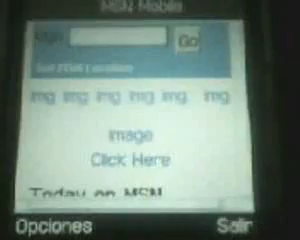 MSN Mobile
Go
img img img img img img
image
Click Here
Today on MSN
Opciones Salir